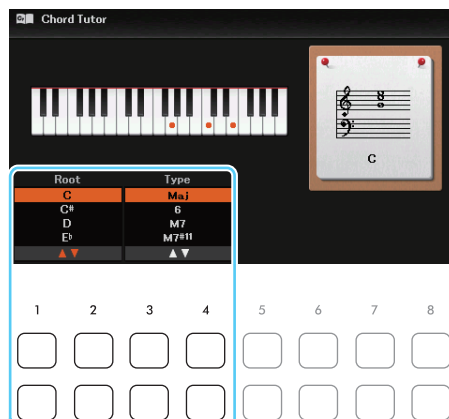 Chord Tutor
C
Root Type
C Maj
C# 6
D M7
E♭ M7#11
1 2 3 4 5 6 7 8